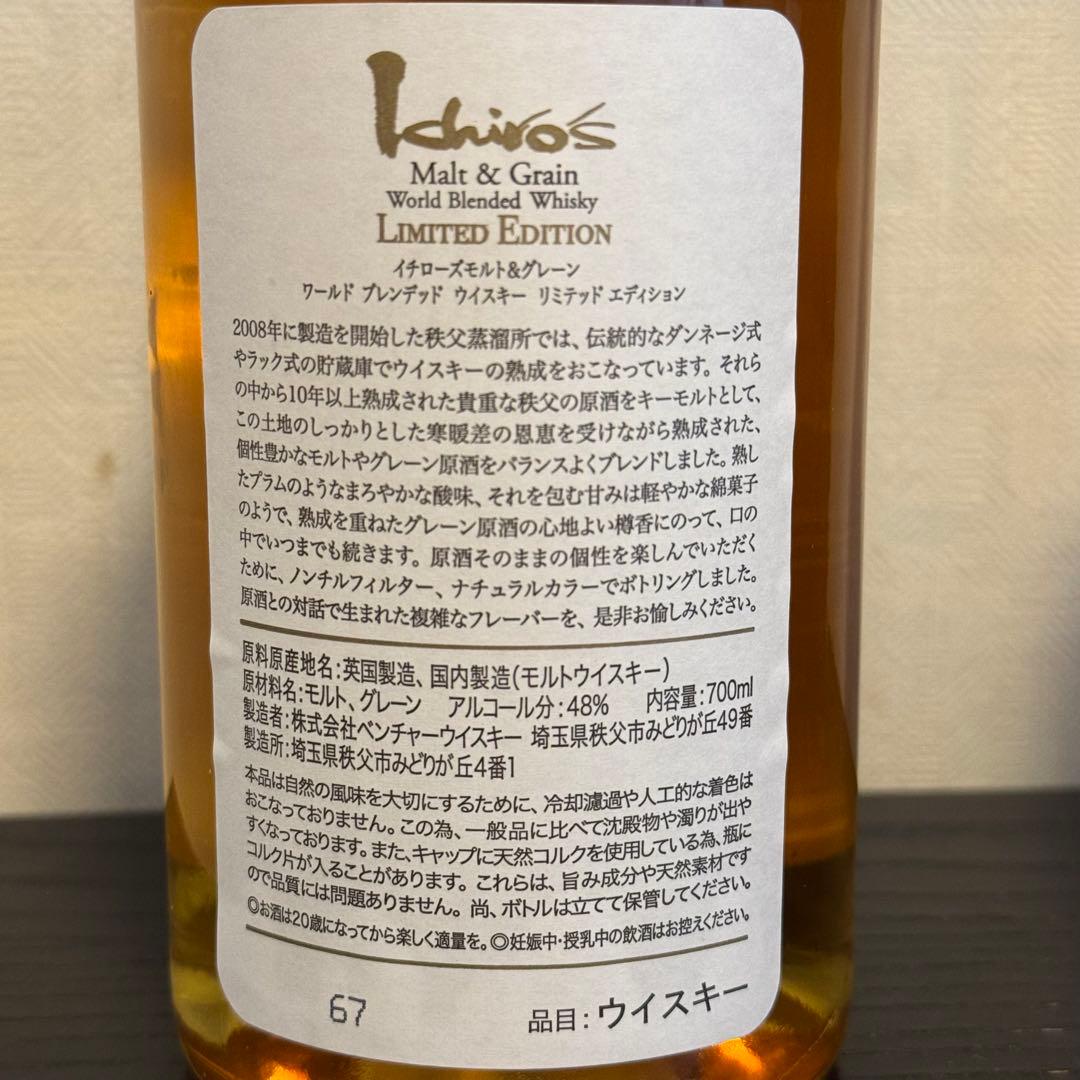 Ichiro's
Malt & Grain
World Blended Whisky
LIMITED EDITION
イチローズモルト&グレーン
ワールド ブレンデッド ウイスキー リミテッド エディション
2008年に製造を開始した秩父蒸溜所では、伝統的なダンネージ式
やラック式の貯蔵庫でウイスキーの熟成をおこなっています。それら
の中から10年以上熟成された貴重な秩父の原酒をキーモルトとして、
この土地のしっかりとした寒暖差の恩恵を受けながら熟成された、
個性豊かなモルトやグレーン原酒をバランスよくブレンドしました。熟し
たプラムのようなまろやかな酸味、それを包む甘みは軽やかな綿菓子
のようで、熟成を重ねたグレーン原酒の心地よい樽香にのって、口の
中でいつまでも続きます。原酒そのままの個性を楽しんでいただく
ために、ノンチルフィルター、ナチュラルカラーでボトリングしました。
原酒との対話で生まれた複雑なフレーバーを、是非お愉しみください。
原料原産地名:英国製造、国内製造(モルトウイスキー)
原材料名:モルト、グレーン アルコール分:48% 内容量:700ml
製造者:株式会社ベンチャーウイスキー 埼玉県秩父市みどりが丘49番
製造所:埼玉県秩父市みどりが丘4番1
本品は自然の風味を大切にするために、冷却濾過や人工的な着色は
おこなっておりません。この為、一般品に比べて沈殿物や濁りが出や
すくなっております。また、キャップに天然コルクを使用している為、瓶に
コルク片が入ることがあります。これらは、旨み成分や天然素材です
ので品質には問題ありません。尚、ボトルは立てて保管してください。
◎お酒は20歳になってから楽しく適量を。◎妊娠中・授乳中の飲酒はお控えください。
67
品目:ウイスキー